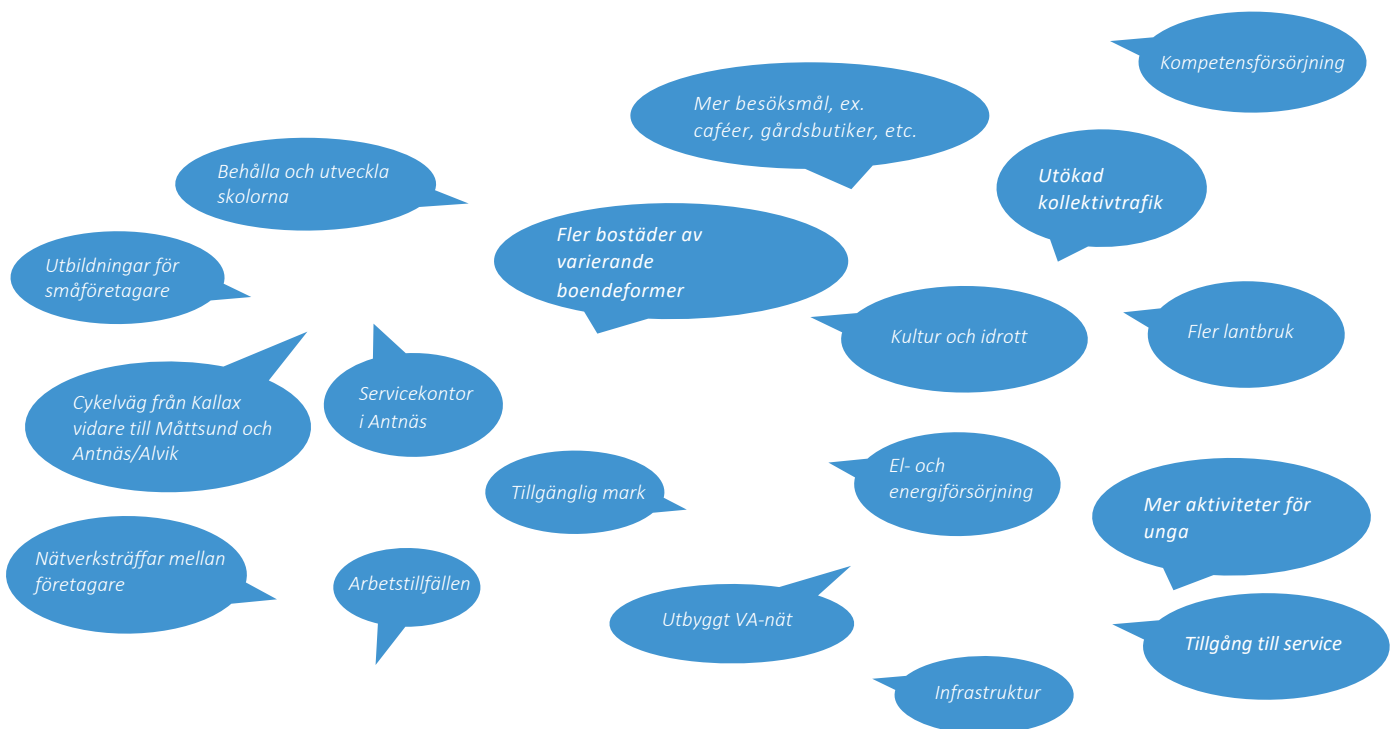 Kompetensförsörjning
Mer besöksmål, ex.
caféer, gårdsbutiker, etc.
Behålla och utveckla
skolorna
Utökad
kollektivtrafik
Fler bostäder av
varierande
boendeformer
Utbildningar för
småföretagare
Kultur och idrott
Fler lantbruk
Cykelväg från Kallax
vidare till Måttsund och
Antnäs/Alvik
Servicekontor
i Antnäs
Tillgänglig mark
El- och
energiförsörjning
Mer aktiviteter för
unga
Nätverksträffar mellan
företagare
Arbetstillfällen
Utbyggt VA-nät
Tillgång till service
Infrastruktur